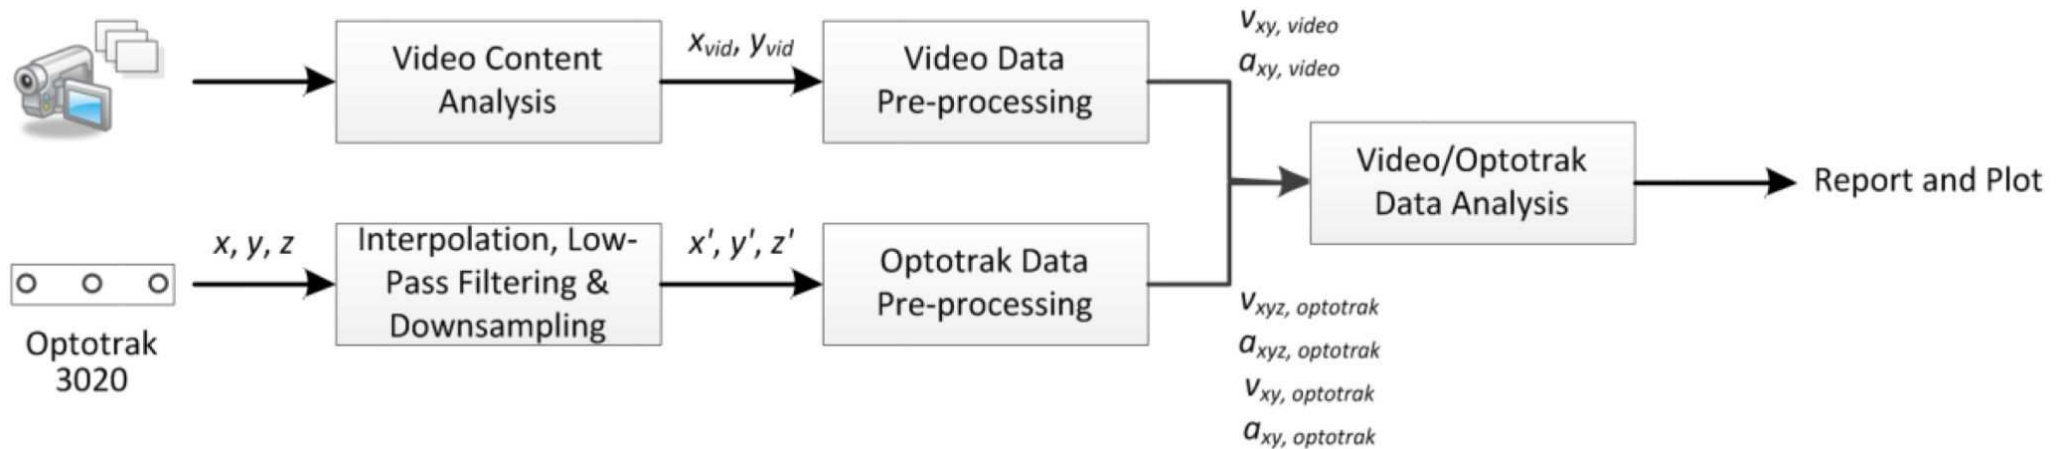 Video Content
Analysis
x_vid, y_vid
Video Data
Pre-processing
v_xy, video
a_xy, video
Video/Optotrak
Data Analysis
Report and Plot
Optotrak
3020
x, y, z
Interpolation, Low-
Pass Filtering &
Downsampling
x', y', z'
Optotrak Data
Pre-processing
v_xyz, optotrak
a_xyz, optotrak
v_xy, optotrak
a_xy, optotrak